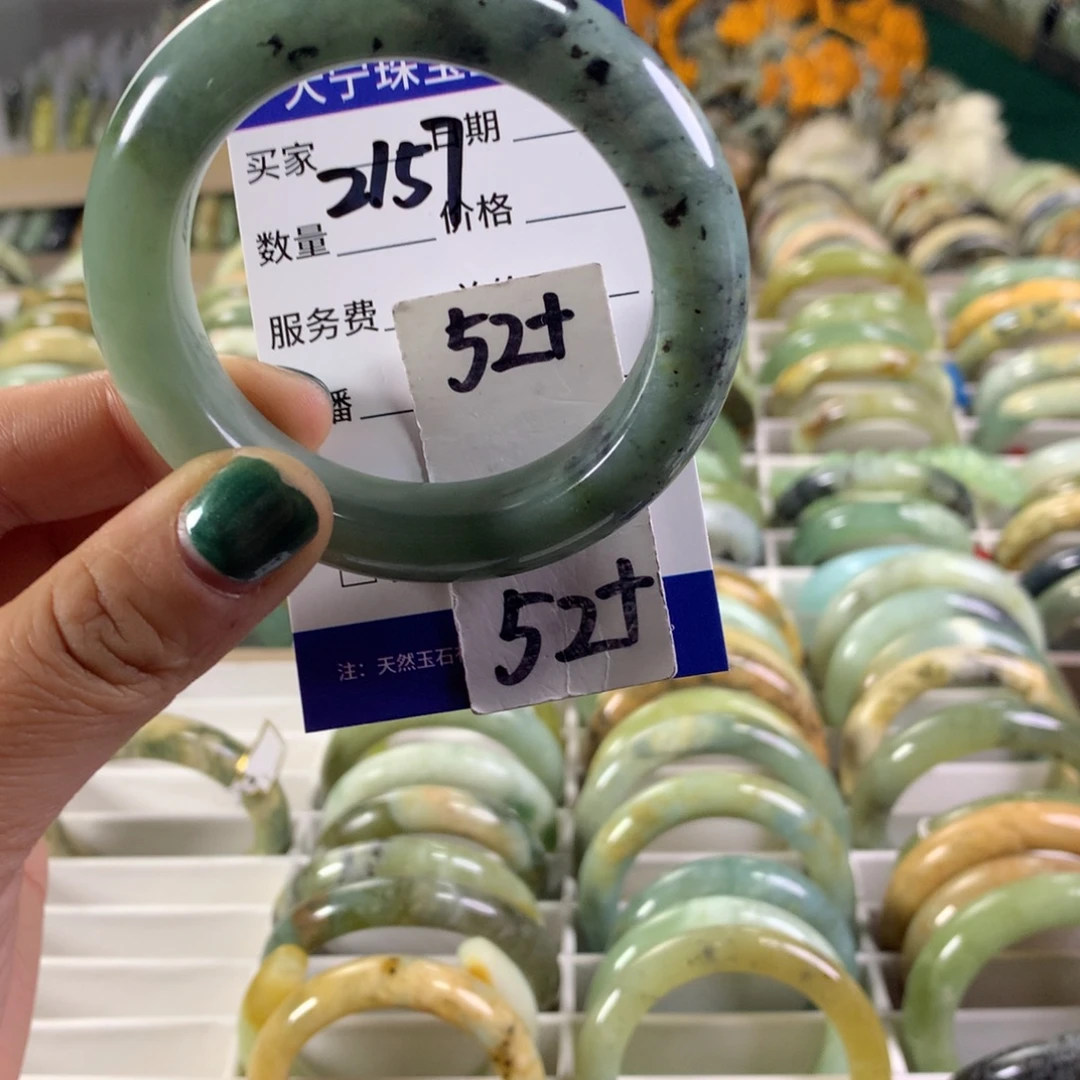 大宁珠宝
买家 2157 日期
数量 价格
服务费
播
52+
52+
注：天然玉石